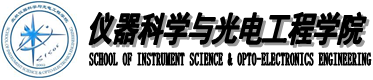 仪器科学与光电工程学院
SCHOOL OF INSTRUMENT SCIENCE & OPTO-ELECTRONICS ENGINEERING